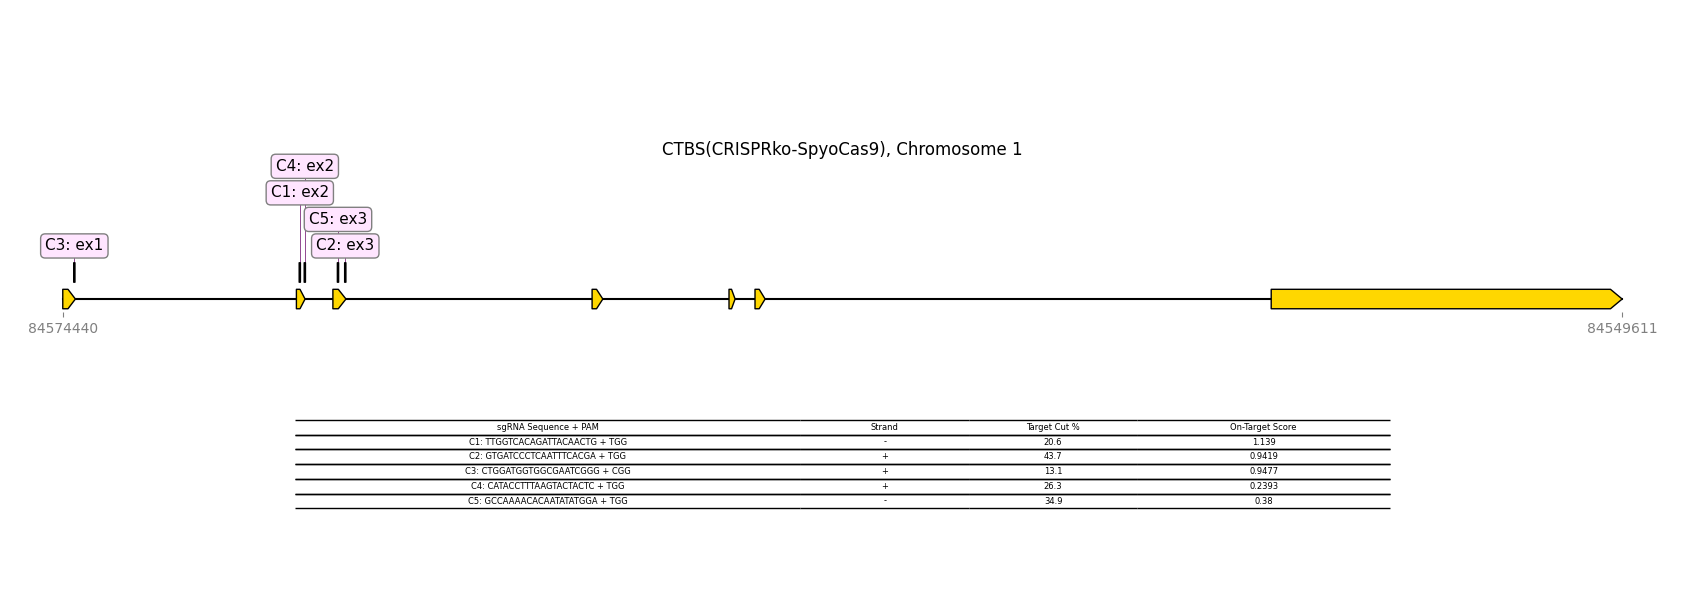 CTBS(CRISPRko-SpyoCas9), Chromosome 1
C4: ex2
C1: ex2
C5: ex3
C3: ex1
C2: ex3
84574440
84549611
sgRNA Sequence + PAM Strand Target Cut % On-Target Score
C1: TTGGTCACAGATTACAACTG + TGG - 20.6 1.139
C2: GTGATCCCTCAATTTCACGA + TGG + 43.7 0.9419
C3: CTGGATGGTGGCGAATCGGG + CGG + 13.1 0.9477
C4: CATACCTTTAAGTACTACTC + TGG + 26.3 0.2393
C5: GCCAAAACACAATATATGGA + TGG - 34.9 0.38